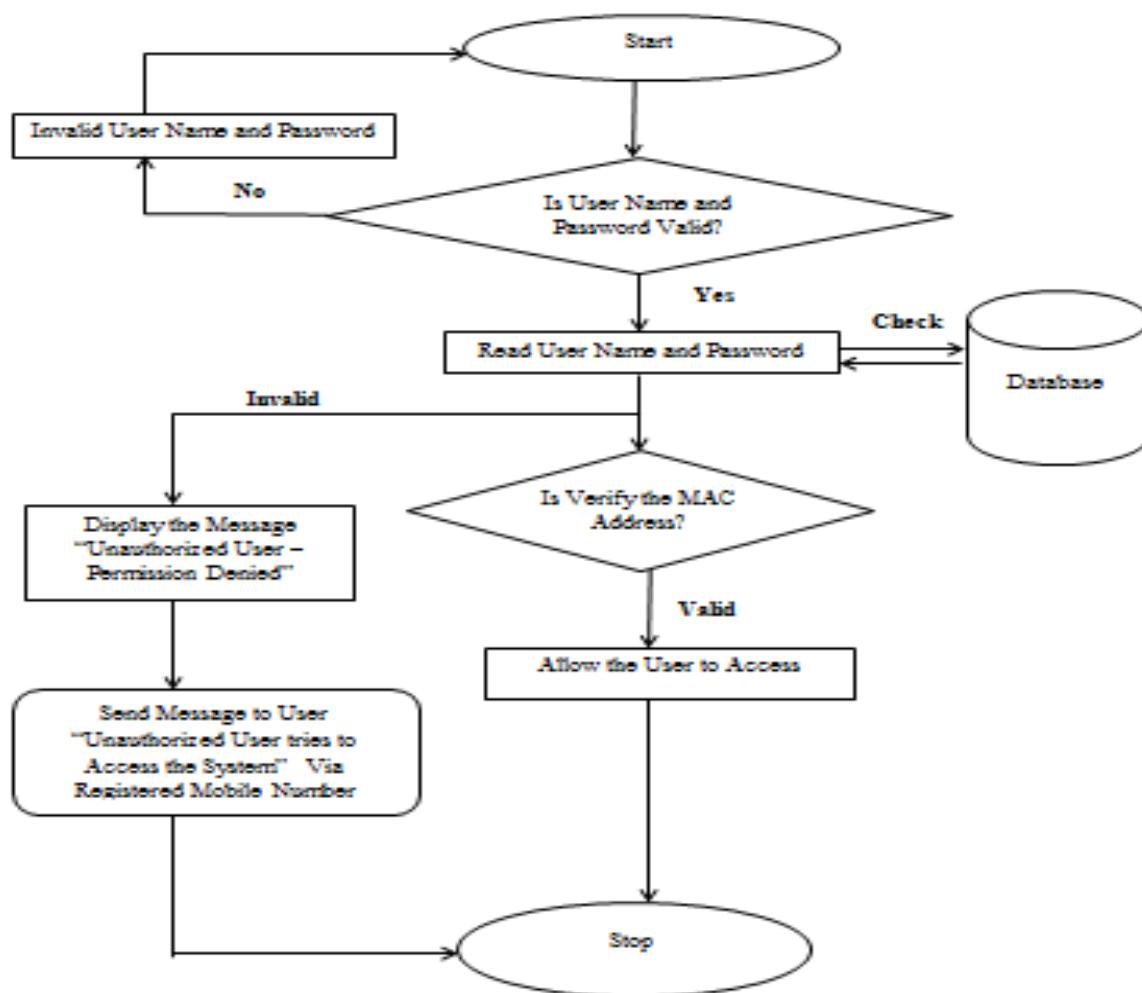 Start
Invalid User Name and Password
No
Is User Name and
Password Valid?
Yes
Check
Read User Name and Password
Database
Invalid
Is Verify the MAC
Address?
Display the Message
“Unauthorized User –
Permission Denied”
Valid
Allow the User to Access
Send Message to User
“Unauthorized User tries to
Access the System” Via
Registered Mobile Number
Stop